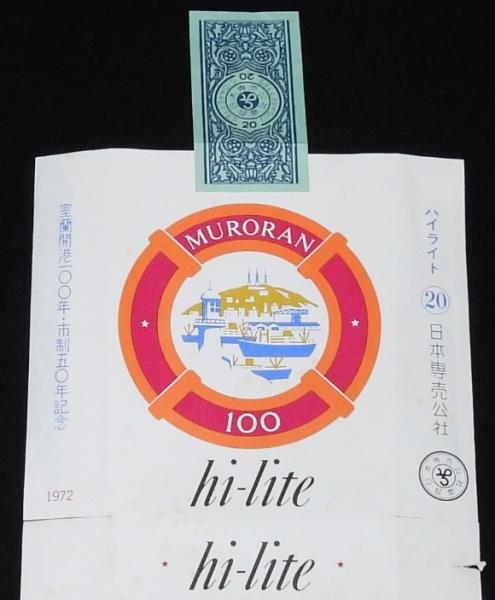 20
20
MURORAN
100
室蘭開港一〇〇年・市制五〇年記念
ハイライト 20 日本専売公社
1972
hi-lite
hi-lite